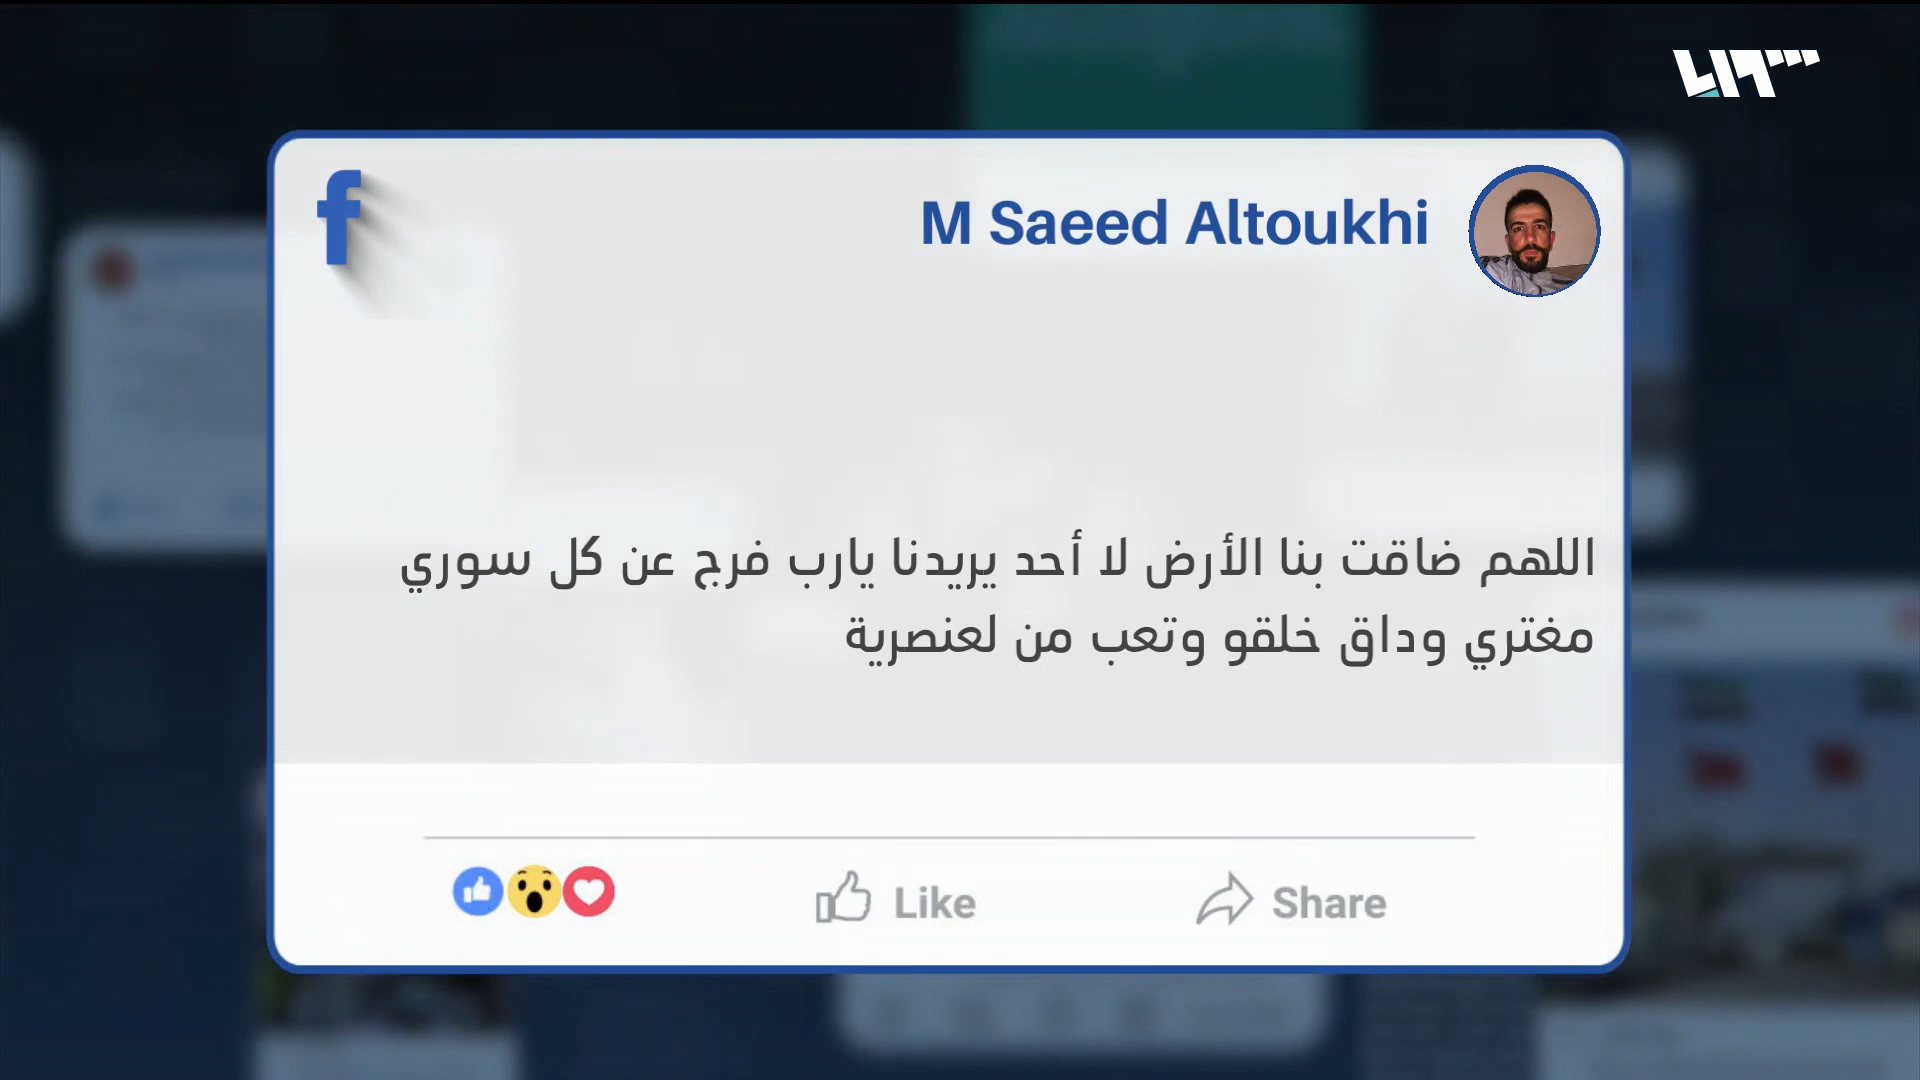 M Saeed Altoukhi
اللهم ضاقت بنا الأرض لا أحد يريدنا يارب فرج عن كل سوري
مغتري وداق خلقو وتعب من لعنصرية
Like
Share